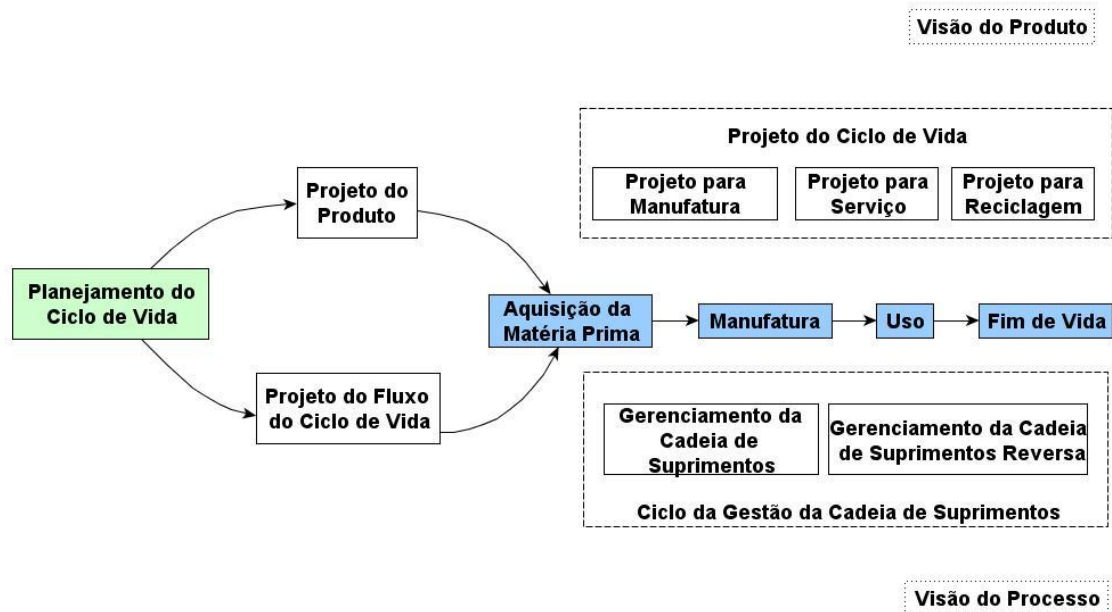 Visão do Produto
Projeto do Ciclo de Vida
Projeto para
Manufatura
Projeto para
Serviço
Projeto para
Reciclagem
Projeto do
Produto
Planejamento do
Ciclo de Vida
Aquisição da
Matéria Prima
Manufatura
Uso
Fim de Vida
Projeto do Fluxo
do Ciclo de Vida
Gerenciamento da
Cadeia de
Suprimentos
Gerenciamento da Cadeia
de Suprimentos Reversa
Ciclo da Gestão da Cadeia de Suprimentos
Visão do Processo